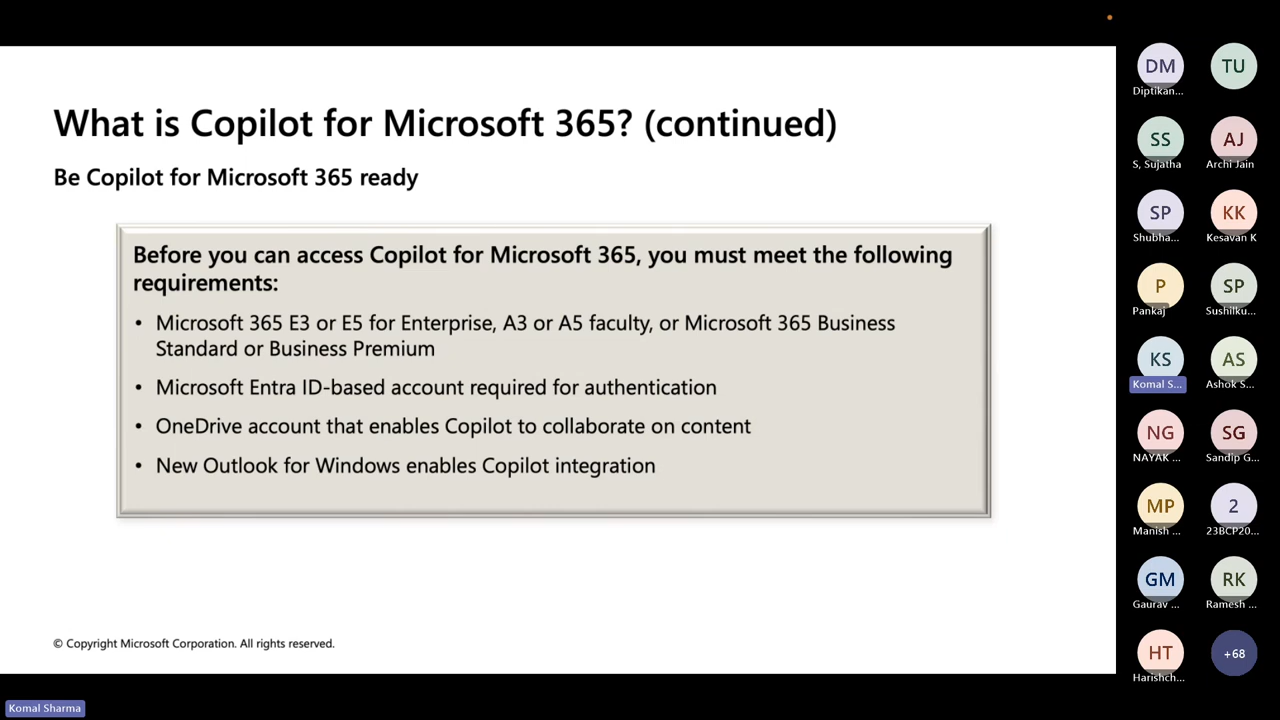 What is Copilot for Microsoft 365? (continued)
Be Copilot for Microsoft 365 ready
Before you can access Copilot for Microsoft 365, you must meet the following
requirements:
• Microsoft 365 E3 or E5 for Enterprise, A3 or A5 faculty, or Microsoft 365 Business
Standard or Business Premium
• Microsoft Entra ID-based account required for authentication
• OneDrive account that enables Copilot to collaborate on content
• New Outlook for Windows enables Copilot integration
© Copyright Microsoft Corporation. All rights reserved.
Komal Sharma
DM TU
Diptikan...
SS AJ
S, Sujatha Archi Jain
SP KK
Shubha... Kesavan K
P SP
Pankaj Sushilku...
KS AS
Komal S... Ashok S...
NG SG
NAYAK ... Sandip G...
MP 2
Manish ... 23BCP20...
GM RK
Gaurav ... Ramesh ...
HT +68
Harishch...